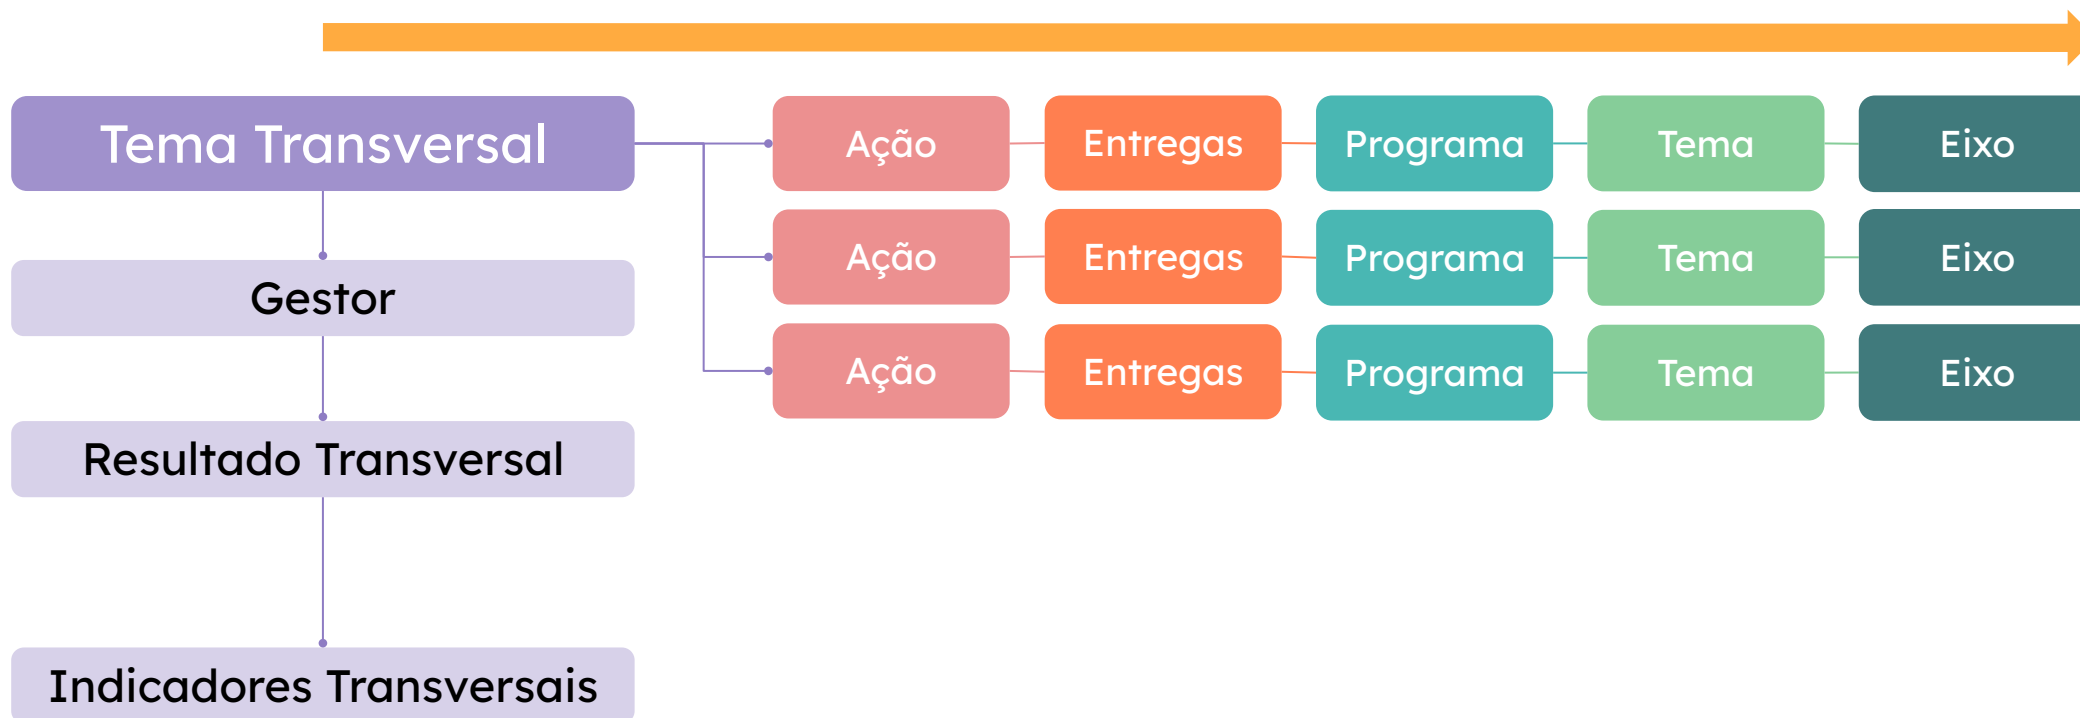 Tema Transversal
Ação
Entregas
Programa
Tema
Eixo
Ação
Entregas
Programa
Tema
Eixo
Ação
Entregas
Programa
Tema
Eixo
Gestor
Resultado Transversal
Indicadores Transversais